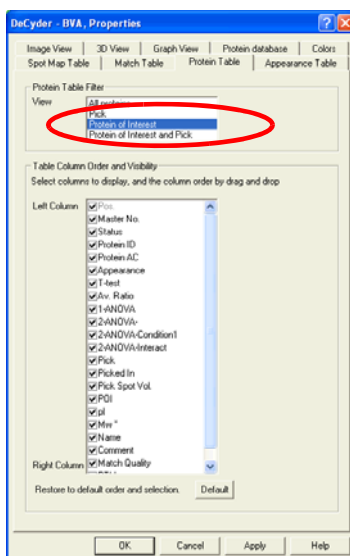 DeCyder - BVA, Properties
Image View 3D View Graph View Protein database Colors
Spot Map Table Match Table Protein Table Appearance Table
Protein Table Filter
View All proteins
Pick
Protein of Interest
Protein of Interest and Pick
Table Column Order and Visibility
Select columns to display, and the column order by drag and drop
Left Column Pos.
Master No.
Status
Protein ID
Protein AC
Appearance
T-test
Av. Ratio
1-ANOVA
2-ANOVA-
2-ANOVA-Condition1
2-ANOVA-Interact
Pick
Picked In
Pick Spot Vol.
POI
pI
Mw *
Name
Comment
Right Column Match Quality
Restore to default order and selection. Default
OK Cancel Apply Help